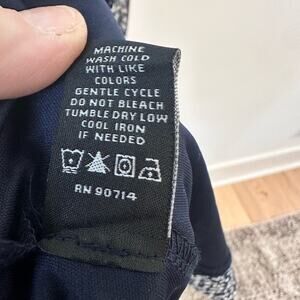 MACHINE
WASH COLD
WITH LIKE
COLORS
GENTLE CYCLE
DO NOT BLEACH
TUMBLE DRY LOW
COOL IRON
IF NEEDED
RN 90714